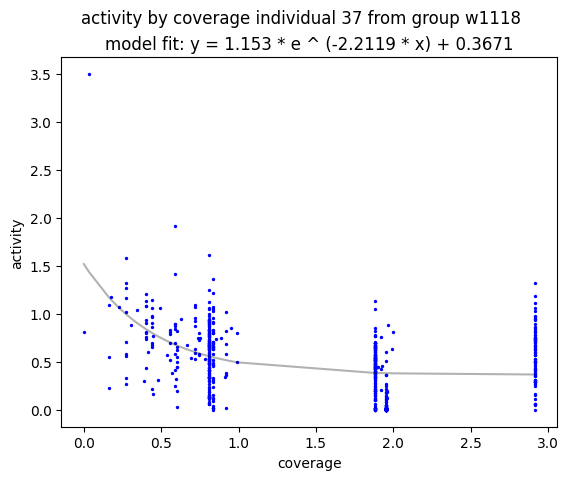 activity by coverage individual 37 from group w1118
model fit: y = 1.153 * e ^ (-2.2119 * x) + 0.3671
3.5
3.0
2.5
2.0
1.5
1.0
0.5
0.0
activity
0.0 0.5 1.0 1.5 2.0 2.5 3.0
coverage